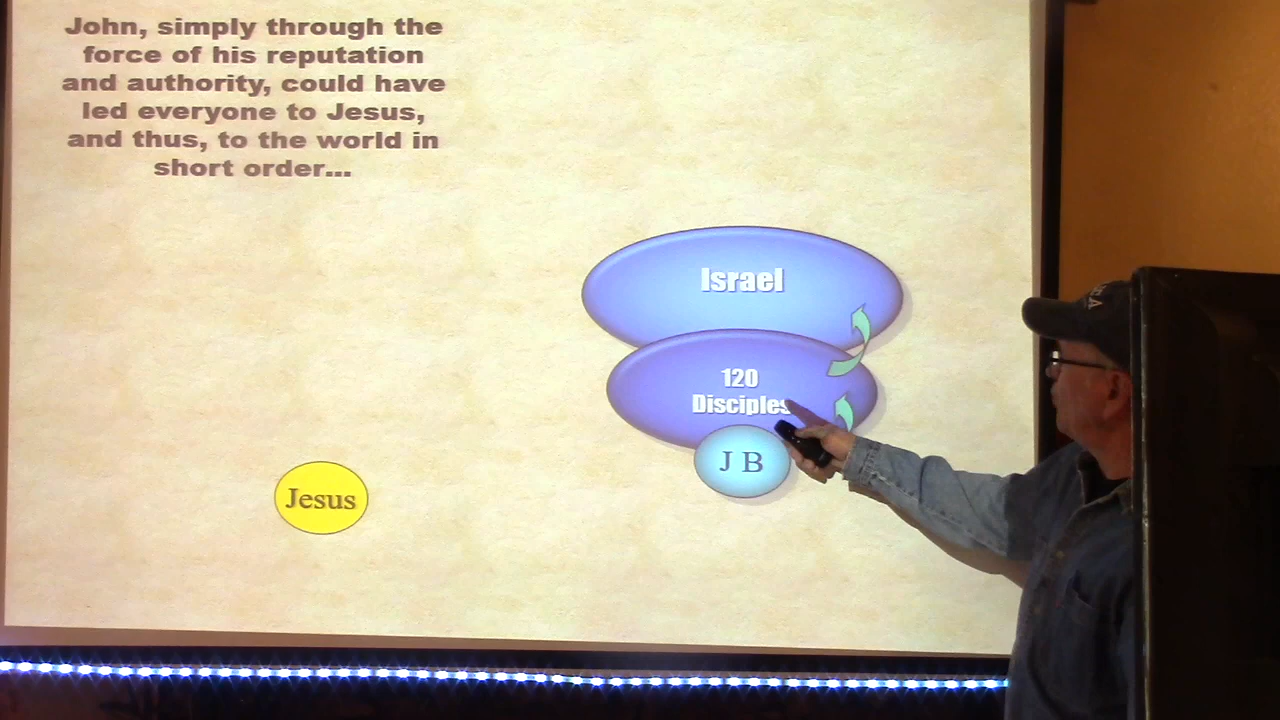 John, simply through the
force of his reputation
and authority, could have
led everyone to Jesus,
and thus, to the world in
short order...
Israel
120
Disciples
J B
Jesus